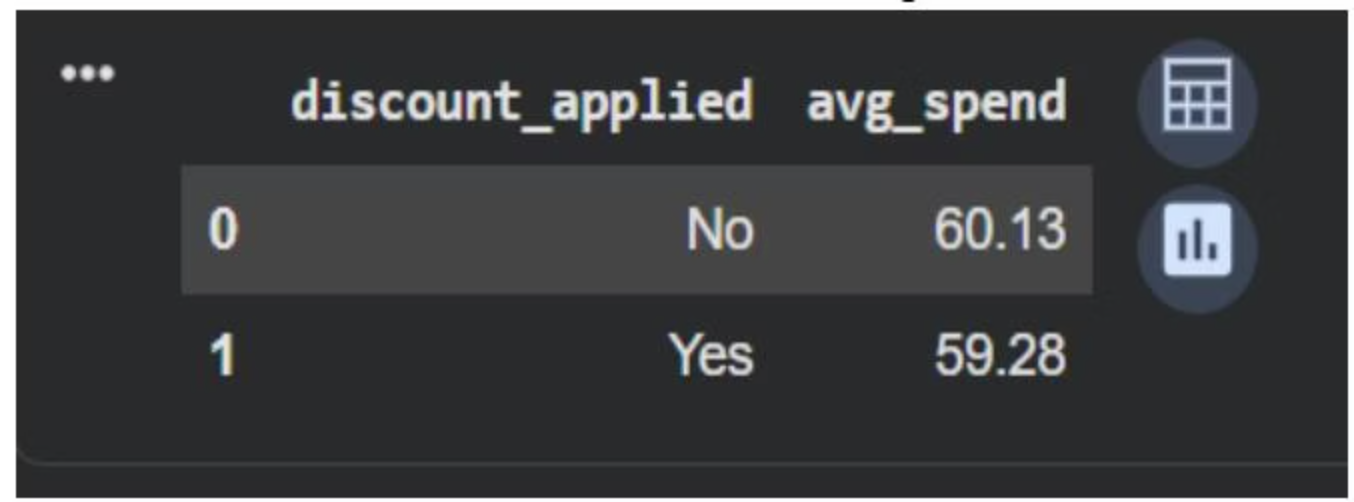 discount_applied avg_spend
0 No 60.13
1 Yes 59.28